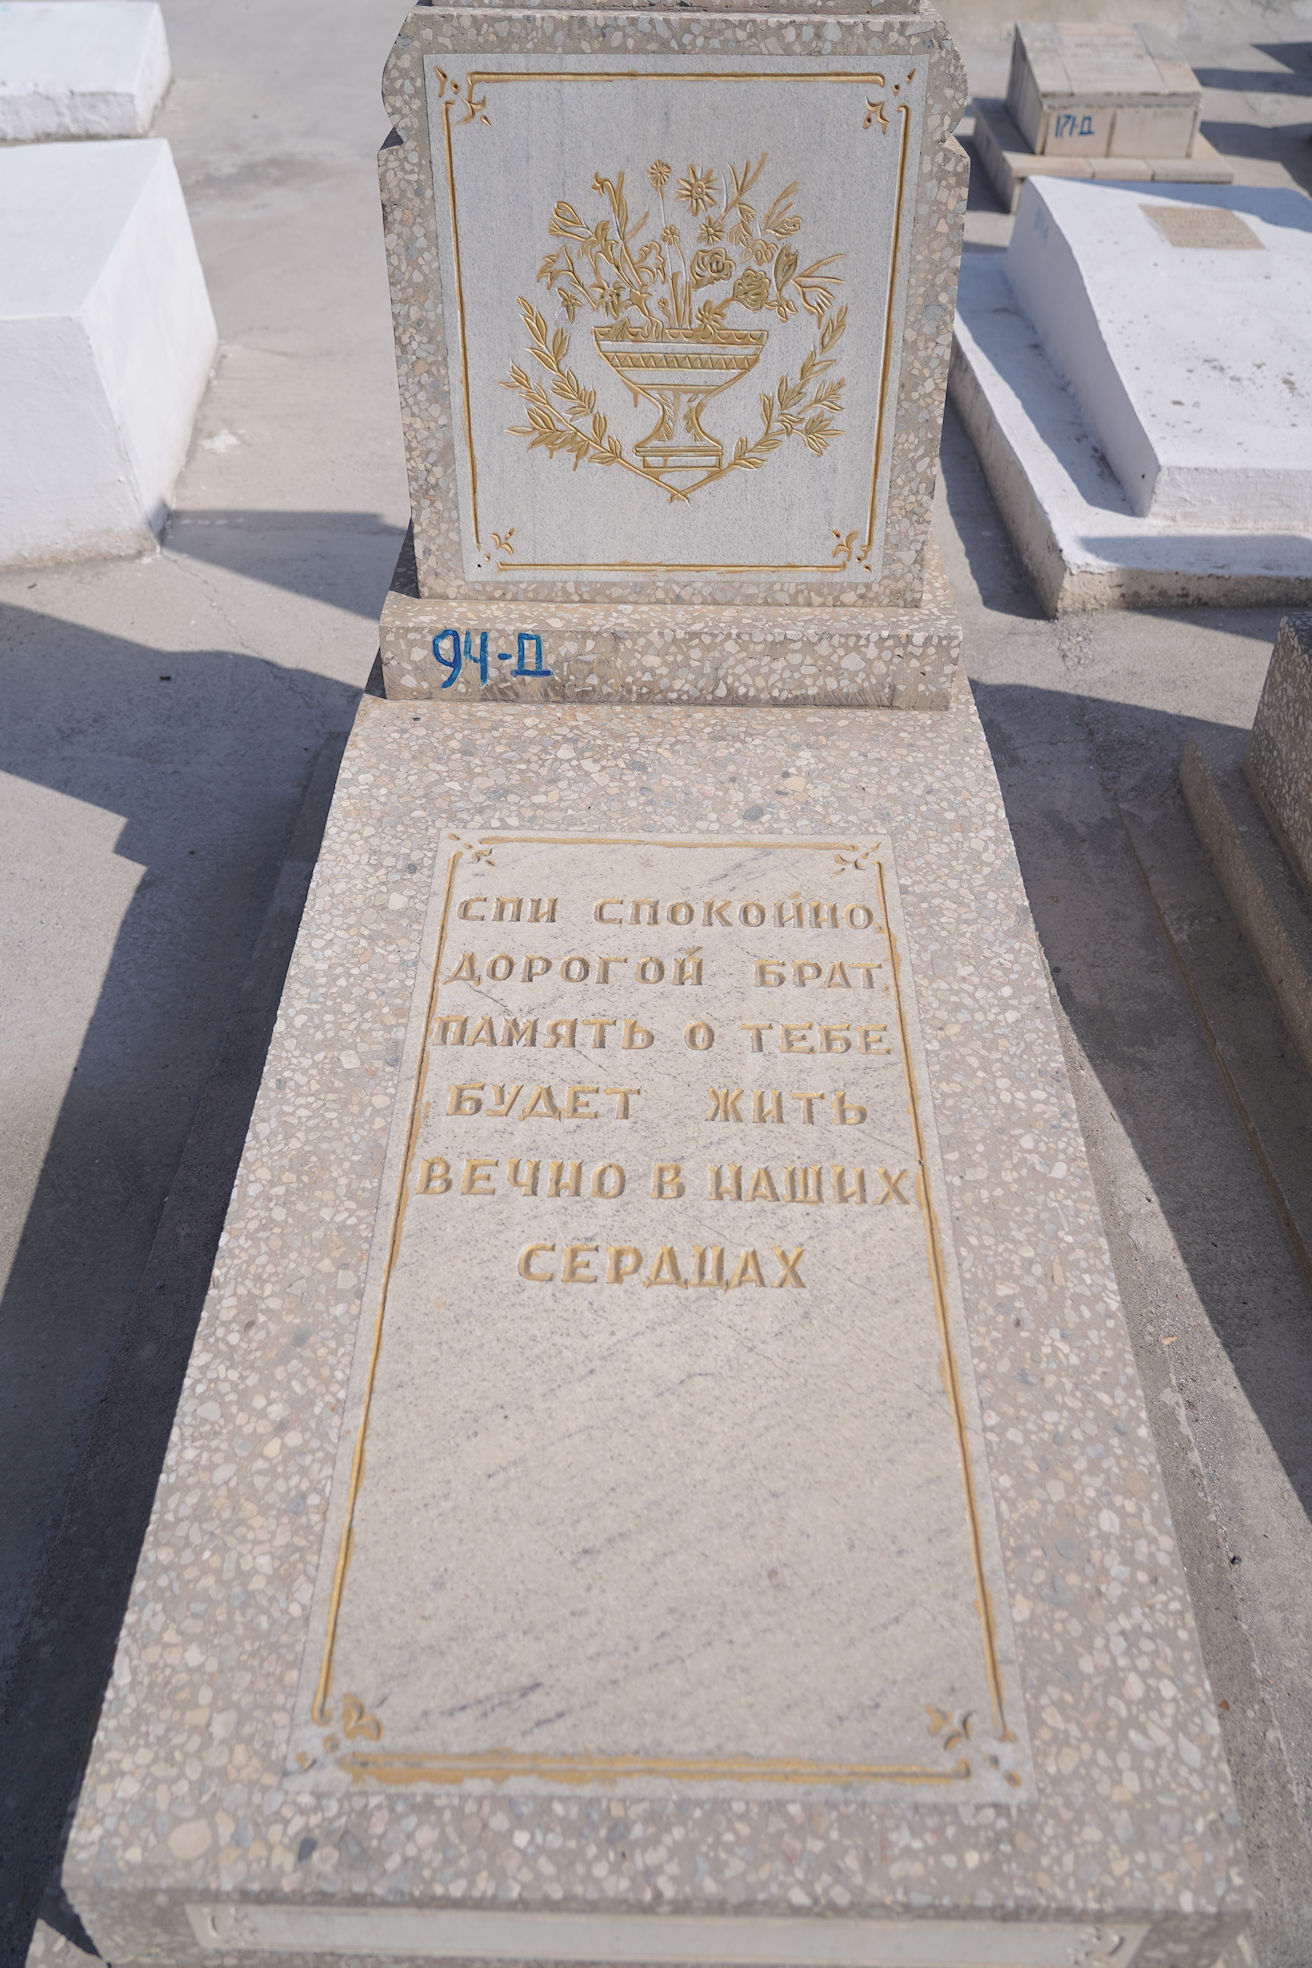 171-Д
94-Д
СПИ СПОКОЙНО,
ДОРОГОЙ БРАТ,
ПАМЯТЬ О ТЕБЕ
БУДЕТ ЖИТЬ
ВЕЧНО В НАШИХ
СЕРДЦАХ